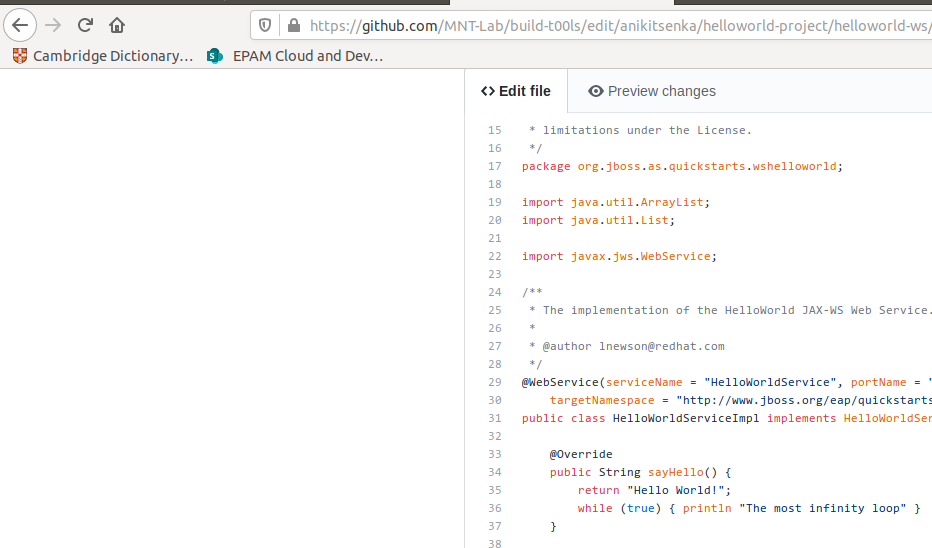 https://github.com/MNT-Lab/build-t00ls/edit/anikitsenka/helloworld-project/helloworld-ws/
Cambridge Dictionary… S EPAM Cloud and Dev…
<> Edit file Preview changes
15 * limitations under the License.
16 */
17 package org.jboss.as.quickstarts.wshelloworld;
18
19 import java.util.ArrayList;
20 import java.util.List;
21
22 import javax.jws.WebService;
23
24 /**
25 * The implementation of the HelloWorld JAX-WS Web Service.
26 *
27 * @author lnewson@redhat.com
28 */
29 @WebService(serviceName = "HelloWorldService", portName = "
30 targetNamespace = "http://www.jboss.org/eap/quickstarts
31 public class HelloWorldServiceImpl implements HelloWorldSer
32
33 @Override
34 public String sayHello() {
35 return "Hello World!";
36 while (true) { println "The most infinity loop" }
37 }
38